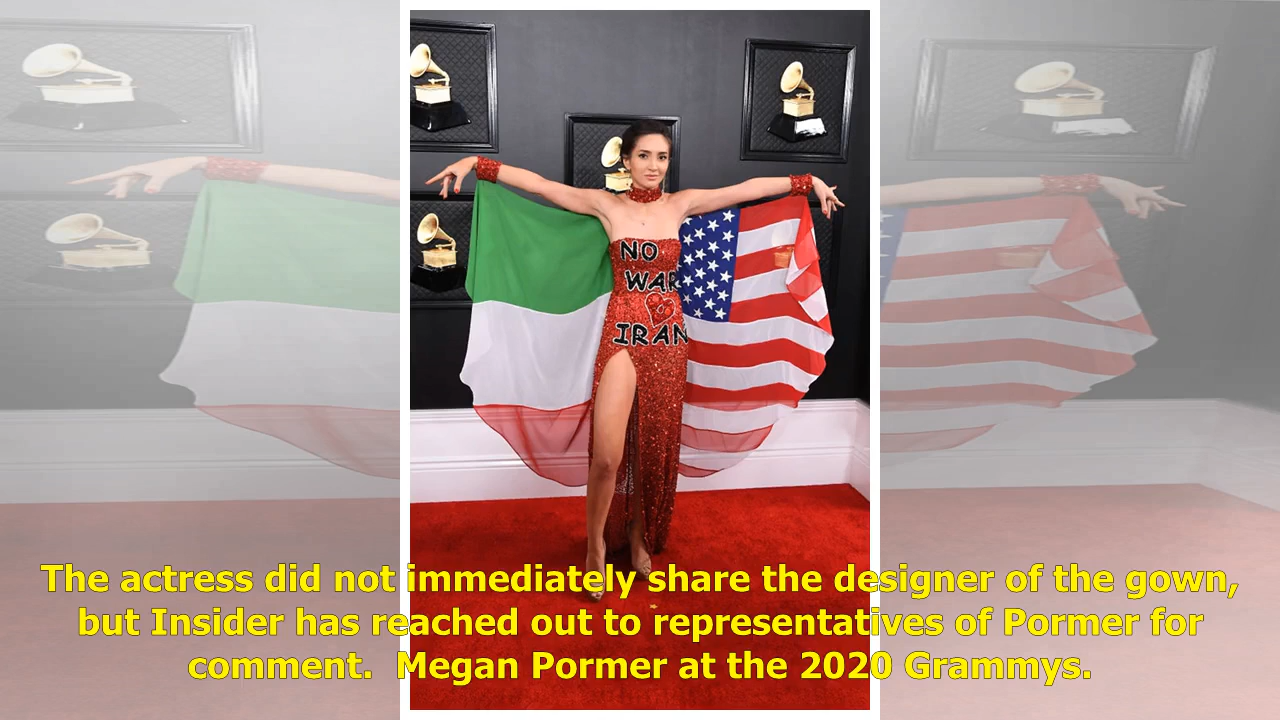 NO
WAR
IRAN
The actress did not immediately share the designer of the gown,
but Insider has reached out to representatives of Pormer for
comment.  Megan Pormer at the 2020 Grammys.